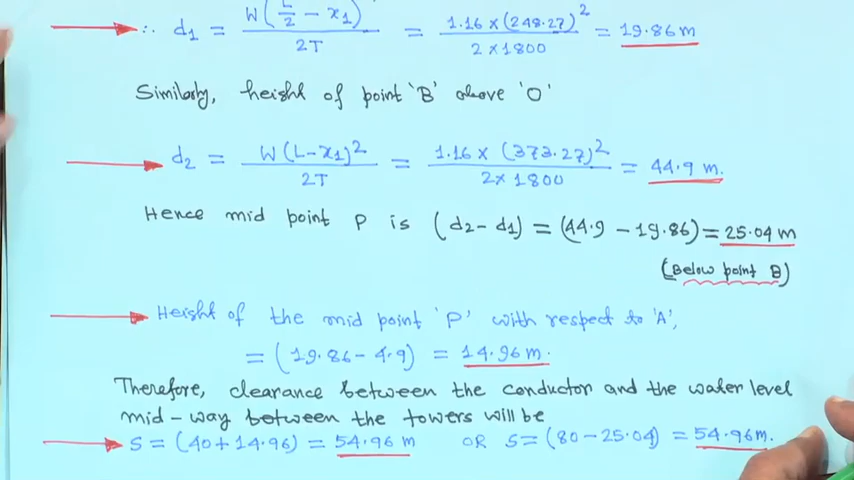 ∴ d₁ = W(L/2 − x₁)² / 2T = 1.16 × (248.27)² / 2 × 1800 = 19.86 m
Similarly, height of point 'B' above 'O'
d₂ = W(L−x₁)² / 2T = 1.16 × (373.27)² / 2 × 1800 = 44.9 m.
Hence mid point P is (d₂ − d₁) = (44.9 − 19.86) = 25.04 m
(Below point B)
Height of the mid point 'P' with respect to 'A',
= (19.86 − 4.9) = 14.96 m.
Therefore, clearance between the conductor and the water level
mid-way between the towers will be
S = (40 + 14.96) = 54.96 m OR S = (80 − 25.04) = 54.96 m.